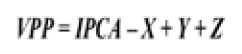 VPP = IPCA – X + Y + Z